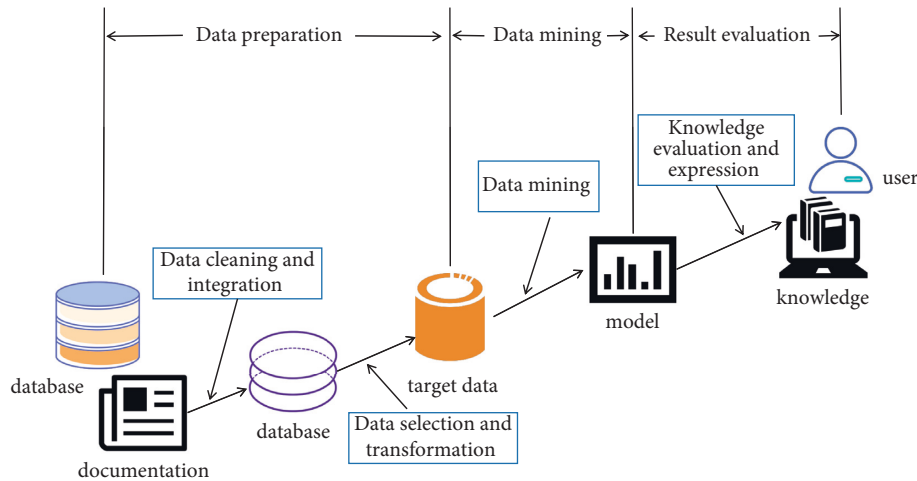 Data preparation
Data mining
Result evaluation
Knowledge
evaluation and
expression
user
Data mining
Data cleaning and
integration
knowledge
model
database
target data
database
Data selection and
transformation
documentation